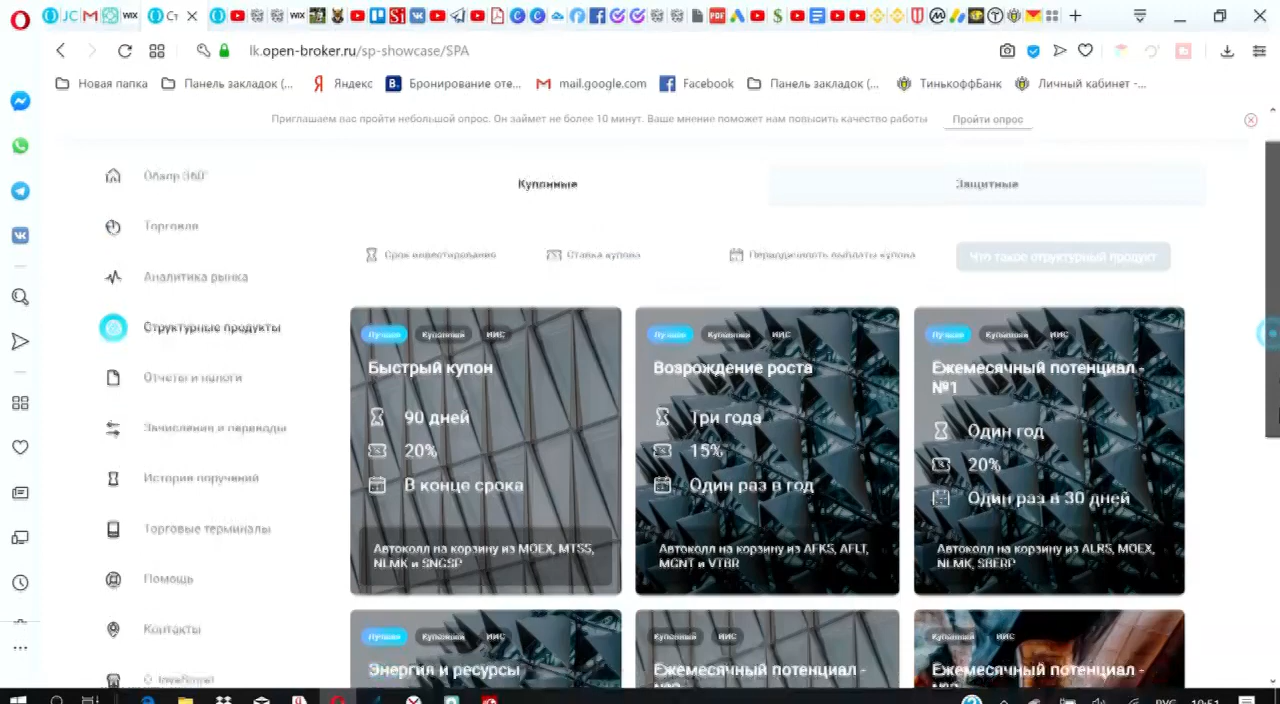 WIX
WIX
PDF
lk.open-broker.ru/sp-showcase/SPA
Новая папка
Панель закладок (...
Яндекс
Бронирование оте...
mail.google.com
Facebook
Панель закладок (...
ТинькоффБанк
Личный кабинет -...
Приглашаем вас пройти небольшой опрос. Он займет не более 10 минут. Ваше мнение поможет нам повысить качество работы
Пройти опрос
Обзор 360°
Торговля
Аналитика рынка
Структурные продукты
Отчеты и налоги
Зачисления и переводы
История поручений
Торговые терминалы
Помощь
Контакты
Купонные
Защитные
Срок инвестирования
Ставка купона
Периодичность выплаты купона
Что такое структурный продукт
Лучшее Купонный ИИС
Быстрый купон
90 дней
20%
В конце срока
Автоколл на корзину из MOEX, MTSS,
NLMK и SNGSP
Лучшее Купонный ИИС
Возрождение роста
Три года
15%
Один раз в год
Автоколл на корзину из AFKS, AFLT,
MGNT и VTBR
Лучшее Купонный ИИС
Ежемесячный потенциал -
№1
Один год
20%
Один раз в 30 дней
Автоколл на корзину из ALRS, MOEX,
NLMK, SBERP
Лучшее Купонный ИИС
Энергия и ресурсы
Купонный ИИС
Ежемесячный потенциал -
Купонный ИИС
Ежемесячный потенциал -
РУС
10:51